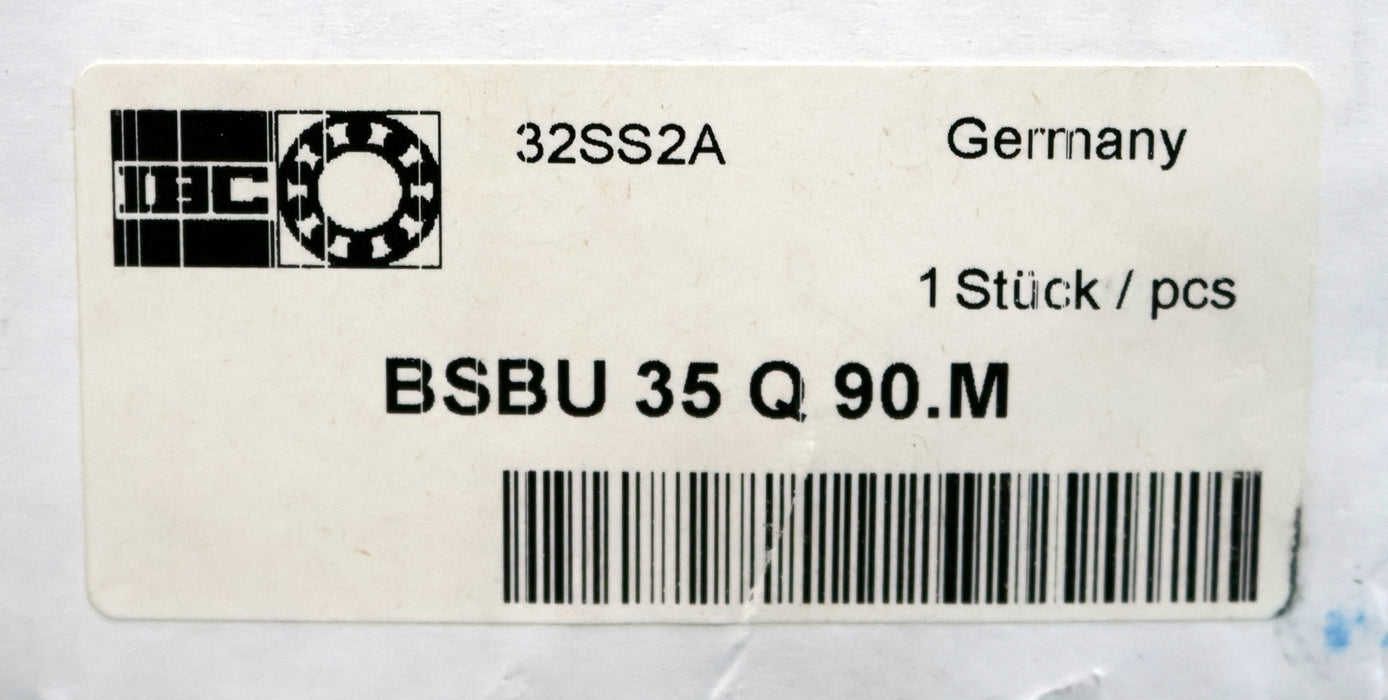 IBC
32SS2A
Germany
1 Stück / pcs
BSBU 35 Q 90.M